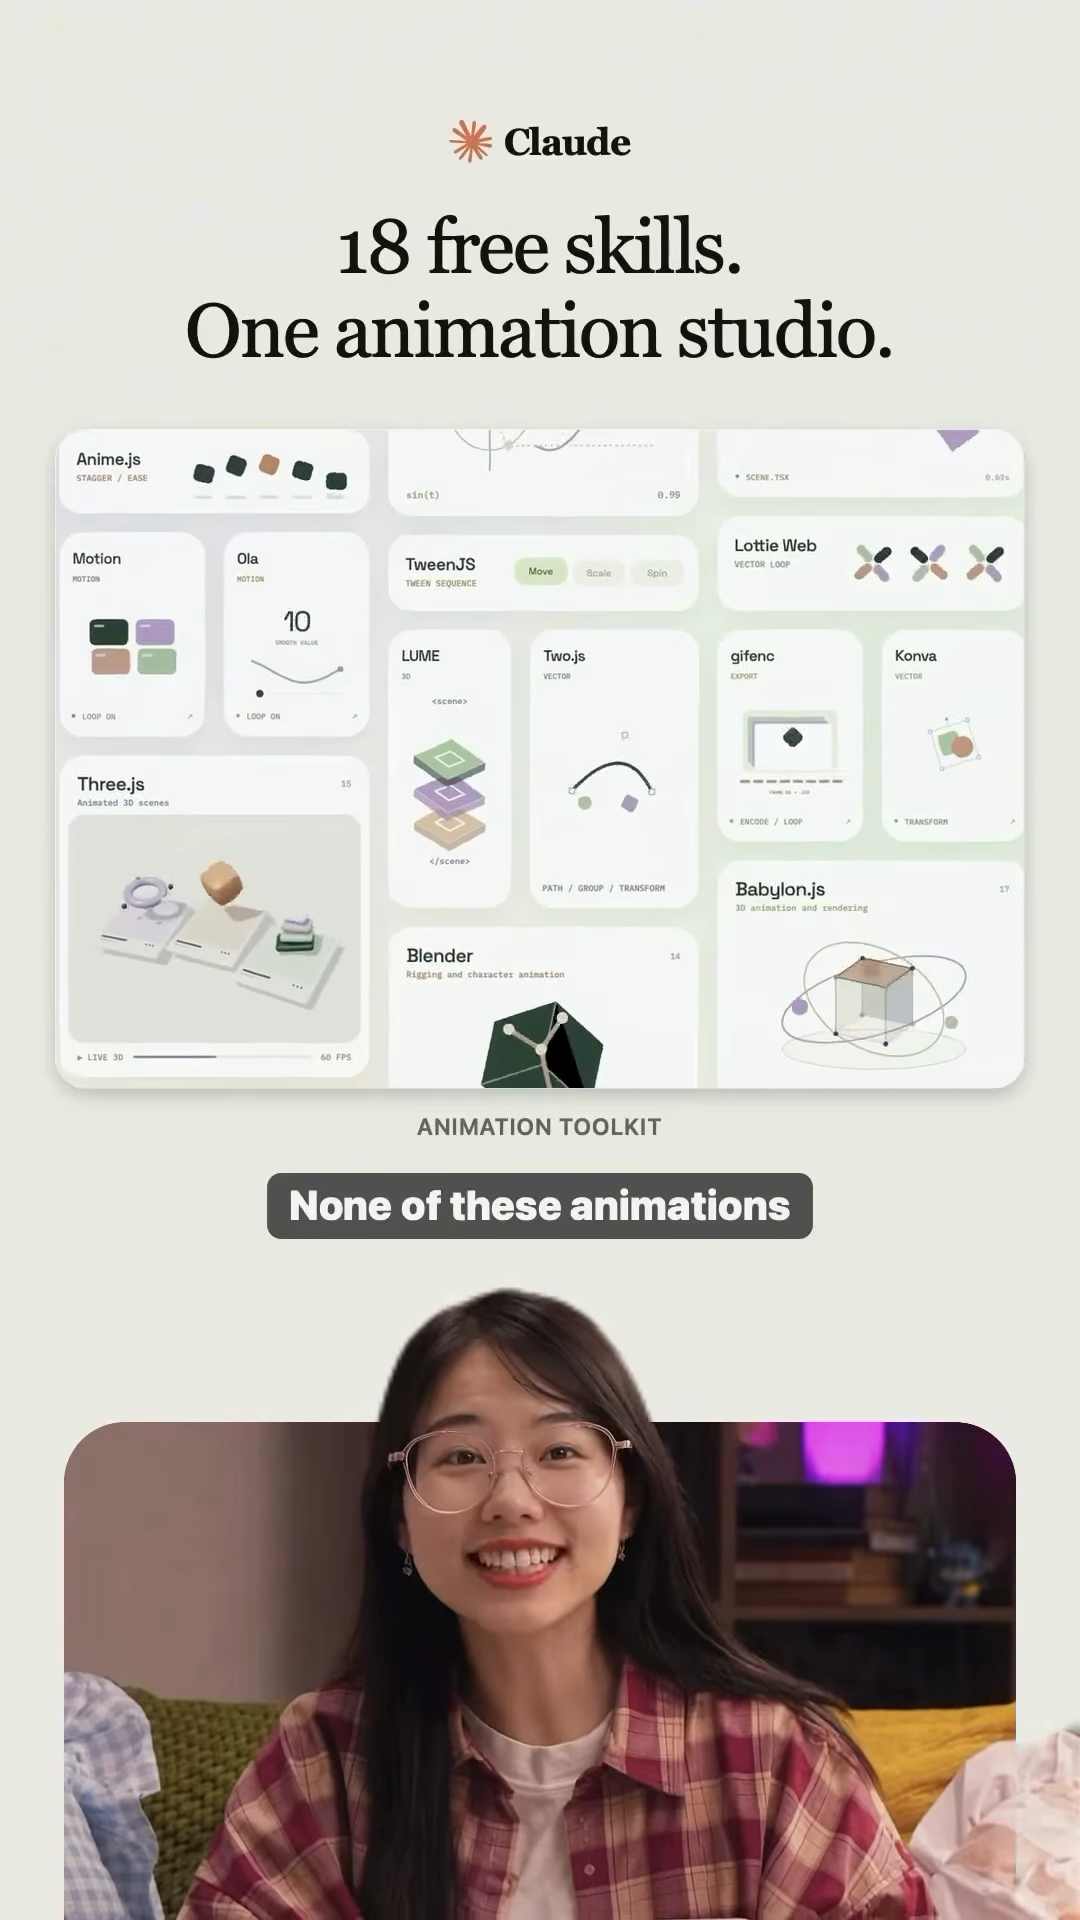 Claude
18 free skills.
One animation studio.
Anime.js
STAGGER / EASE
Motion
MOTION
LOOP ON
Ola
MOTION
10
SMOOTH VALUE
LOOP ON
Three.js
15
Animated 3D scenes
LIVE 3D
60 FPS
sin(t)
0.99
TweenJS
TWEEN SEQUENCE
Move
Scale
Spin
LUME
3D
<scene>
</scene>
Two.js
VECTOR
PATH / GROUP / TRANSFORM
Blender
14
Rigging and character animation
SCENE.TSX
Lottie Web
VECTOR LOOP
gifenc
EXPORT
ENCODE / LOOP
Konva
VECTOR
TRANSFORM
Babylon.js
17
3D animation and rendering
ANIMATION TOOLKIT
None of these animations